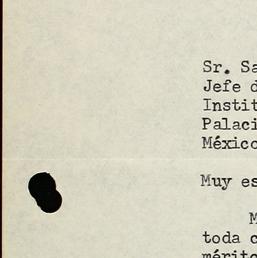 Sr. Sa
Jefe d
Instit
Palaci
México
Muy es
M
toda c
mérito